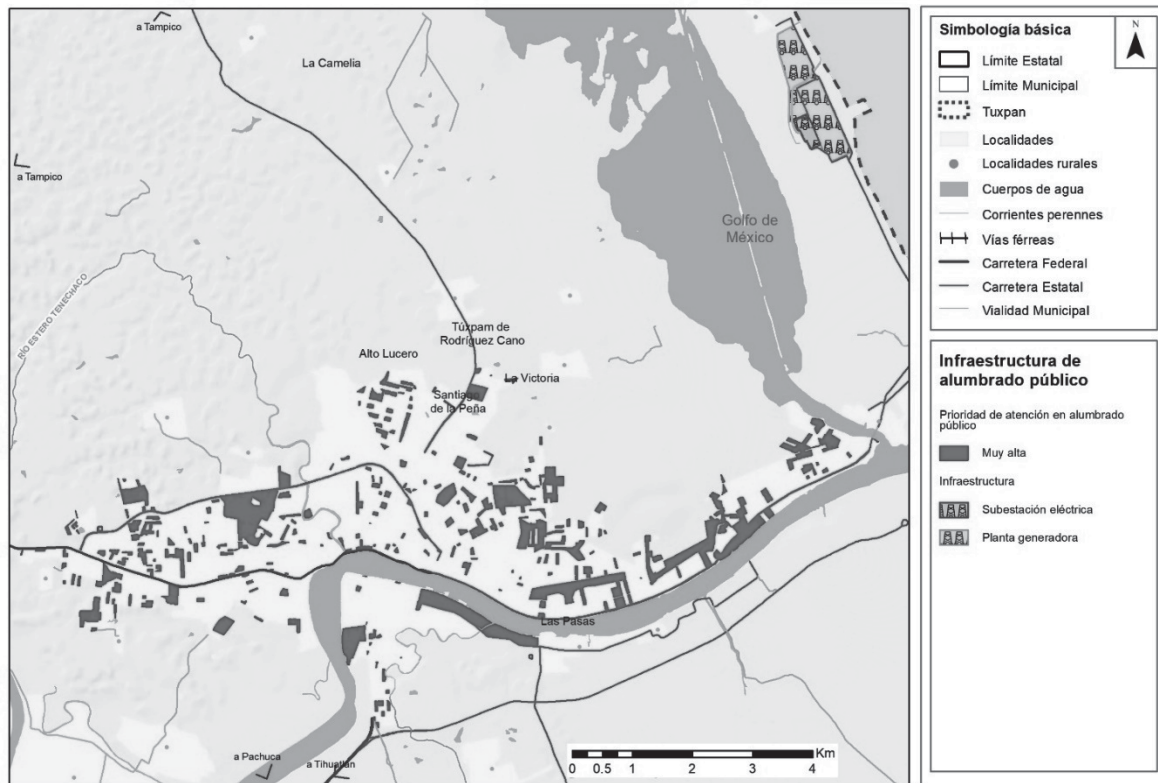 a Tampico
La Camelia
a Tampico
Golfo de
México
RÍO ESTERO TENECHACO
Túxpam de
Rodríguez Cano
Alto Lucero
La Victoria
Santiago
de la Peña
Las Pasas
a Pachuca
a Tihuatlán
Km
0 0.5 1 2 3 4
Simbología básica
N
Límite Estatal
Límite Municipal
Tuxpan
Localidades
Localidades rurales
Cuerpos de agua
Corrientes perennes
Vías férreas
Carretera Federal
Carretera Estatal
Vialidad Municipal
Infraestructura de
alumbrado público
Prioridad de atención en alumbrado
público
Muy alta
Infraestructura
Subestación eléctrica
Planta generadora